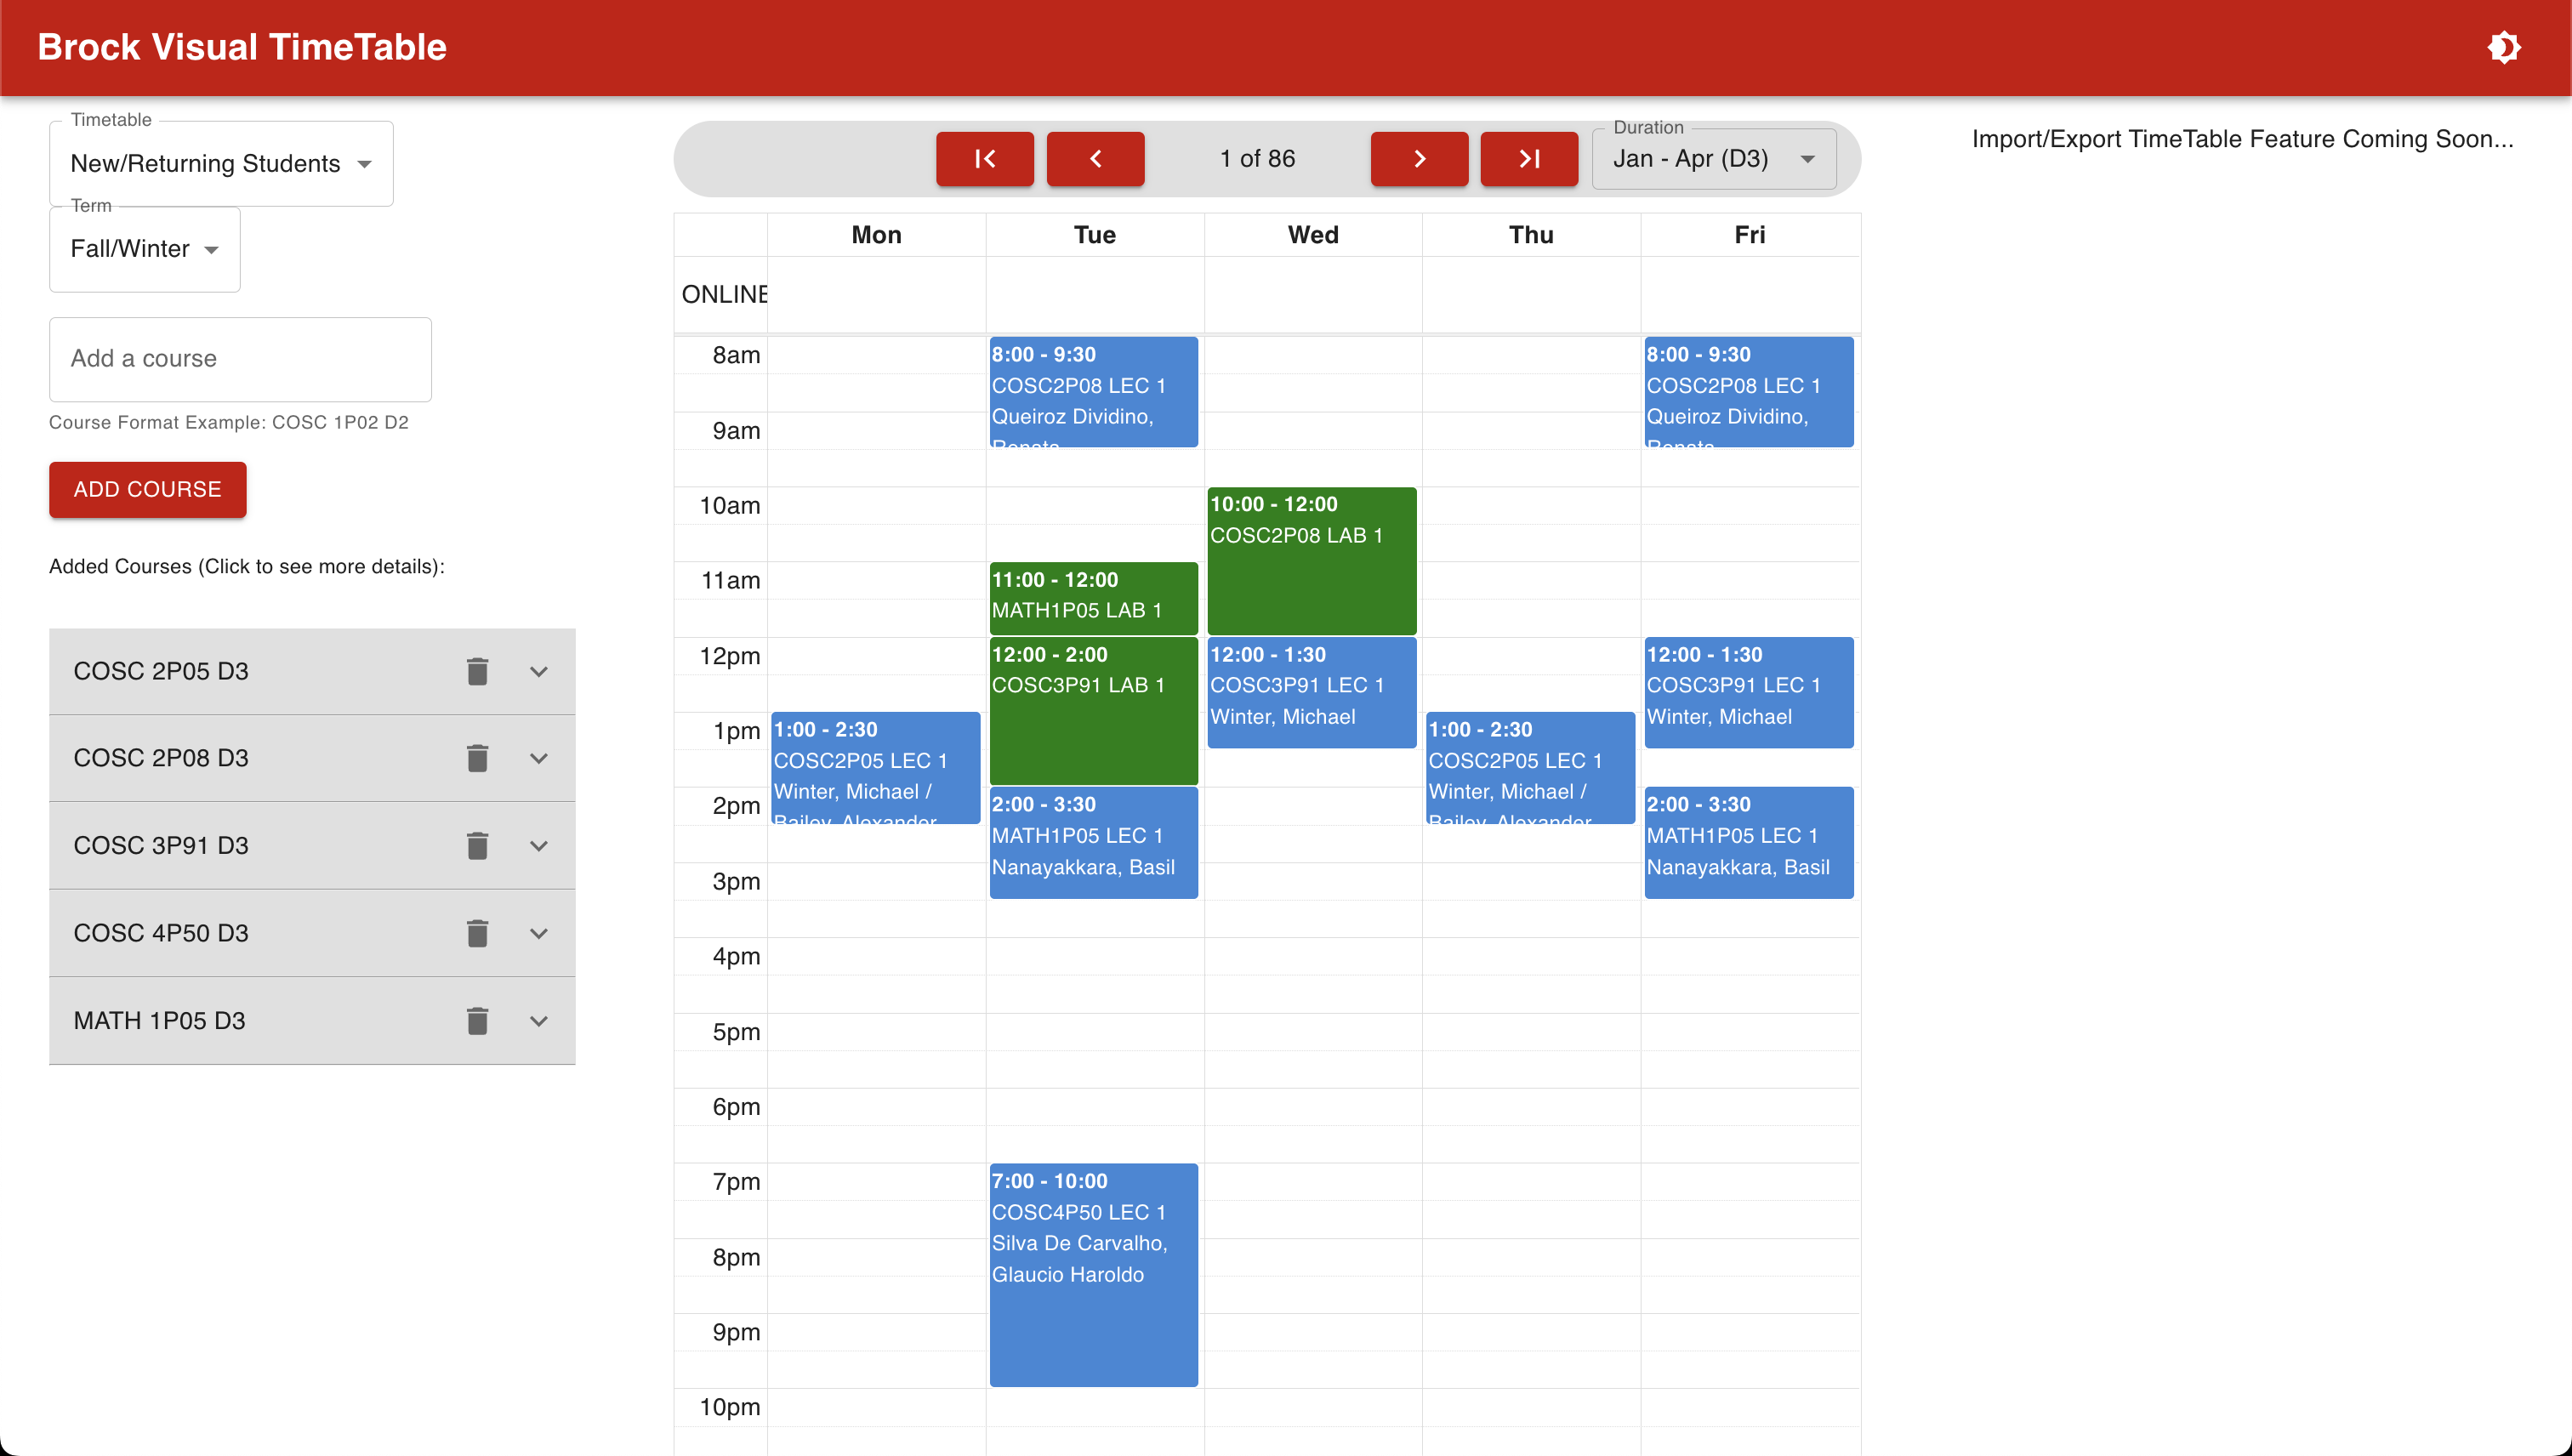 Brock Visual TimeTable
Timetable
New/Returning Students
Term
Fall/Winter
Add a course
Course Format Example: COSC 1P02 D2
ADD COURSE
Added Courses (Click to see more details):
COSC 2P05 D3
COSC 2P08 D3
COSC 3P91 D3
COSC 4P50 D3
MATH 1P05 D3
1 of 86
Duration
Jan - Apr (D3)
Mon
Tue
Wed
Thu
Fri
ONLINE
8am
9am
10am
11am
12pm
1pm
2pm
3pm
4pm
5pm
6pm
7pm
8pm
9pm
10pm
1:00 - 2:30
COSC2P05 LEC 1
Winter, Michael /
Bailey, Alexander
8:00 - 9:30
COSC2P08 LEC 1
Queiroz Dividino,
Renata
11:00 - 12:00
MATH1P05 LAB 1
12:00 - 2:00
COSC3P91 LAB 1
2:00 - 3:30
MATH1P05 LEC 1
Nanayakkara, Basil
7:00 - 10:00
COSC4P50 LEC 1
Silva De Carvalho,
Glaucio Haroldo
10:00 - 12:00
COSC2P08 LAB 1
12:00 - 1:30
COSC3P91 LEC 1
Winter, Michael
1:00 - 2:30
COSC2P05 LEC 1
Winter, Michael /
Bailey, Alexander
8:00 - 9:30
COSC2P08 LEC 1
Queiroz Dividino,
Renata
12:00 - 1:30
COSC3P91 LEC 1
Winter, Michael
2:00 - 3:30
MATH1P05 LEC 1
Nanayakkara, Basil
Import/Export TimeTable Feature Coming Soon...